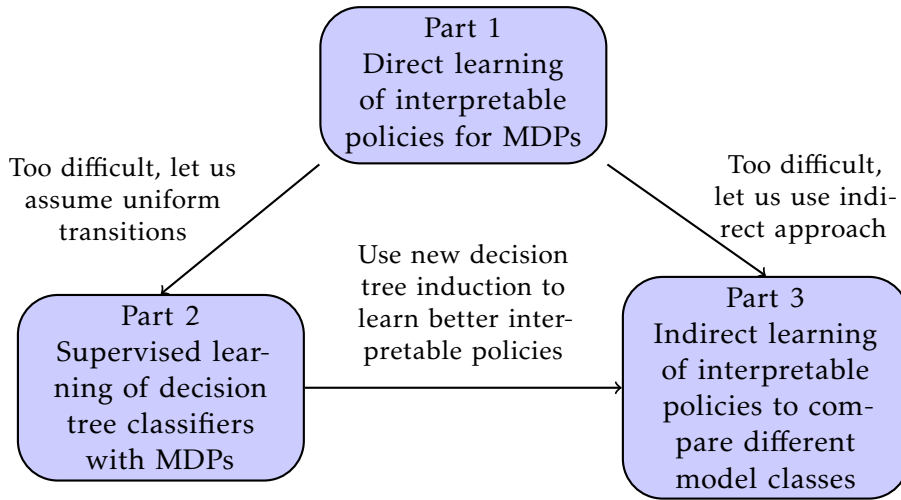 Part 1
Direct learning
of interpretable
policies for MDPs
Too difficult, let us
assume uniform
transitions
Too difficult,
let us use indi-
rect approach
Use new decision
tree induction to
learn better inter-
pretable policies
Part 2
Supervised lear-
ning of decision
tree classifiers
with MDPs
Part 3
Indirect learning
of interpretable
policies to com-
pare different
model classes